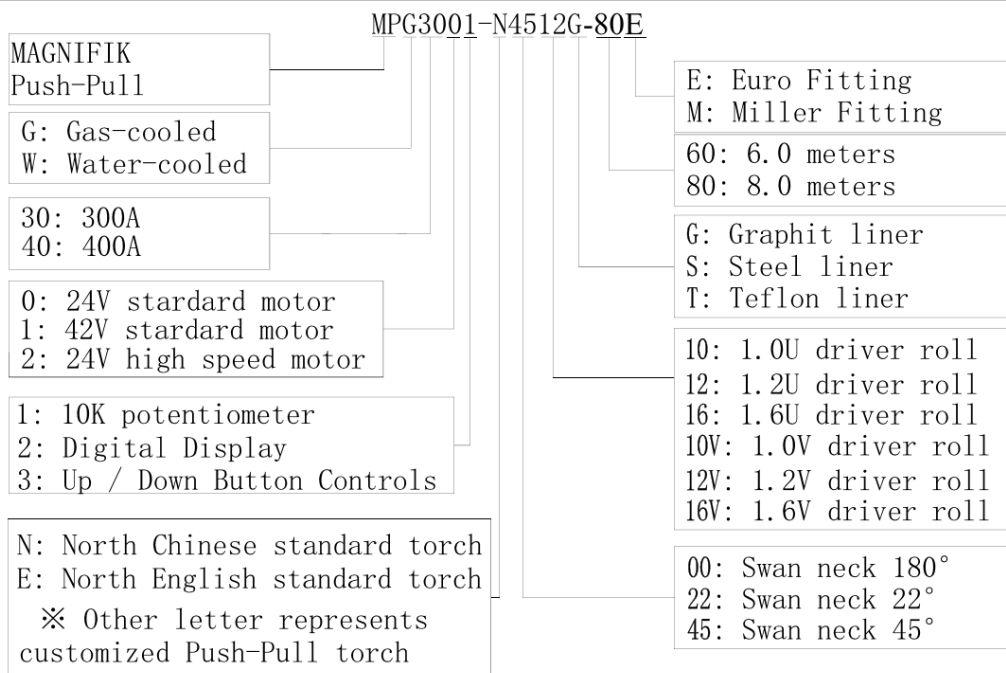 MPG3001-N4512G-80E
MAGNIFIK
Push-Pull
G: Gas-cooled
W: Water-cooled
30: 300A
40: 400A
0: 24V stardard motor
1: 42V stardard motor
2: 24V high speed motor
1: 10K potentiometer
2: Digital Display
3: Up / Down Button Controls
N: North Chinese standard torch
E: North English standard torch
※ Other letter represents
customized Push-Pull torch
E: Euro Fitting
M: Miller Fitting
60: 6.0 meters
80: 8.0 meters
G: Graphit liner
S: Steel liner
T: Teflon liner
10: 1.0U driver roll
12: 1.2U driver roll
16: 1.6U driver roll
10V: 1.0V driver roll
12V: 1.2V driver roll
16V: 1.6V driver roll
00: Swan neck 180°
22: Swan neck 22°
45: Swan neck 45°